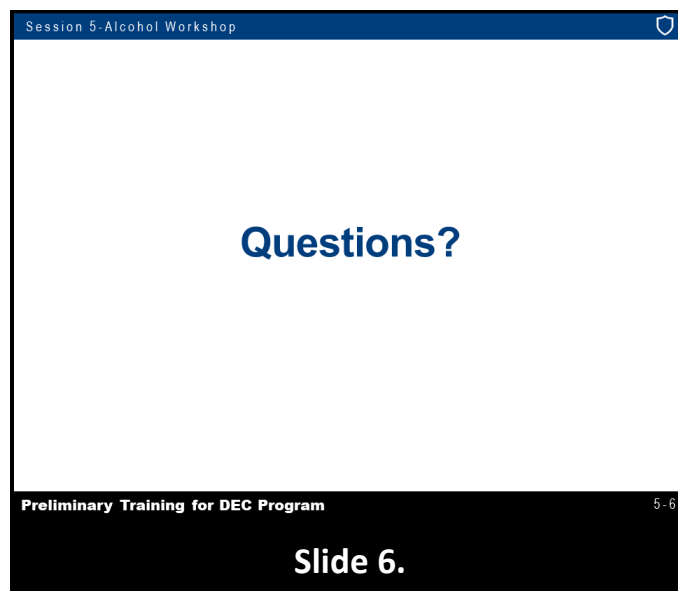 Session 5-Alcohol Workshop
Questions?
Preliminary Training for DEC Program 5-6
Slide 6.